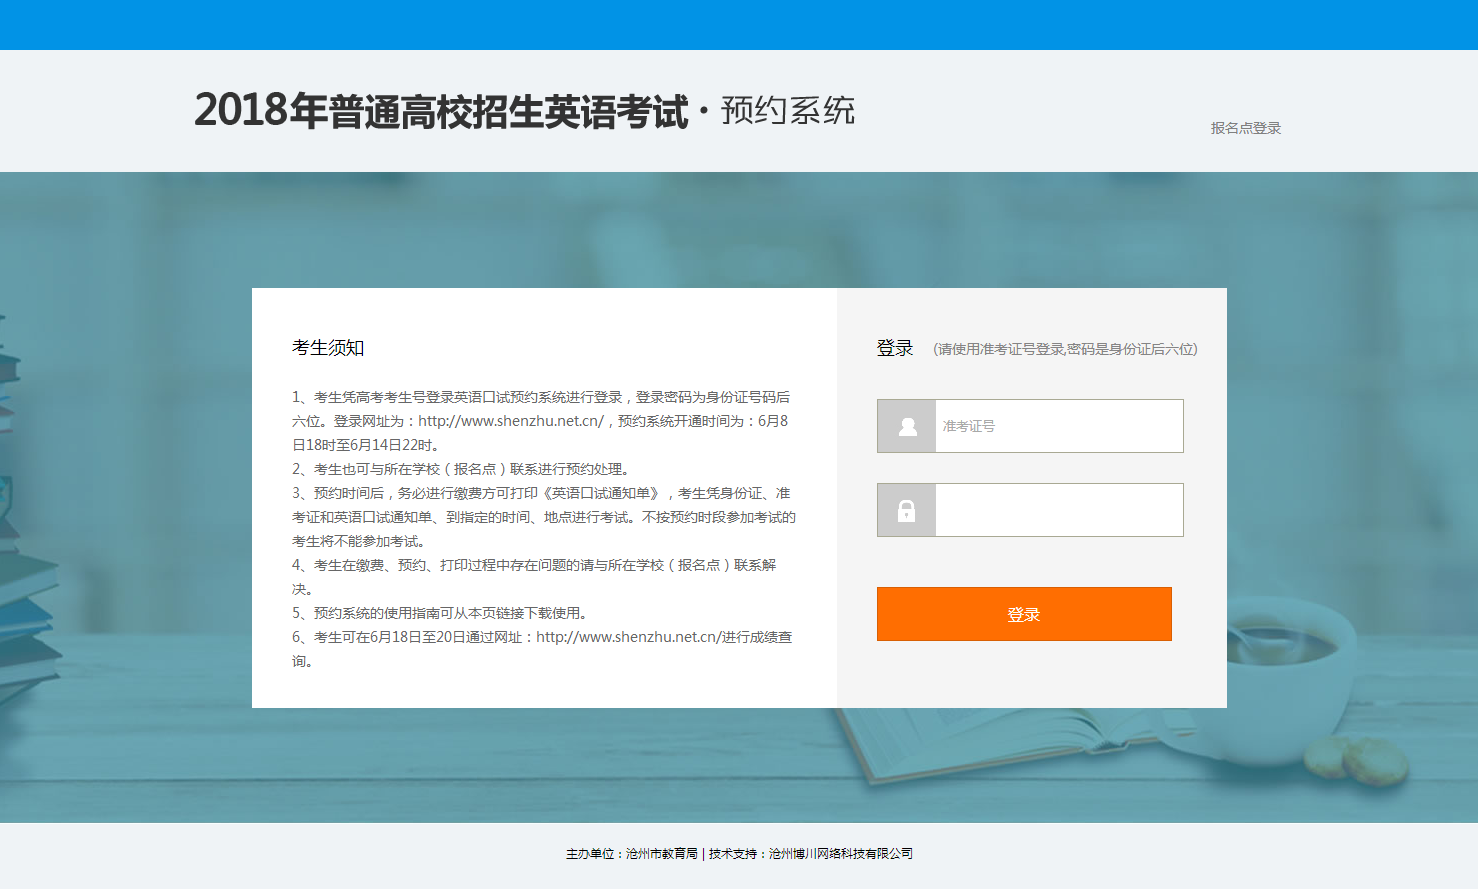 2018年普通高校招生英语考试·预约系统
报名点登录
考生须知
1、考生凭高考考生号登录英语口试预约系统进行登录，登录密码为身份证号码后
六位。登录网址为：http://www.shenzhu.net.cn/，预约系统开通时间为：6月8
日18时至6月14日22时。
2、考生也可与所在学校（报名点）联系进行预约处理。
3、预约时间后，务必进行缴费方可打印《英语口试通知单》，考生凭身份证、准
考证和英语口试通知单、到指定的时间、地点进行考试。不按预约时段参加考试的
考生将不能参加考试。
4、考生在缴费、预约、打印过程中存在问题的请与所在学校（报名点）联系解
决。
5、预约系统的使用指南可从本页链接下载使用。
6、考生可在6月18日至20日通过网址：http://www.shenzhu.net.cn/进行成绩查
询。
登录 (请使用准考证号登录,密码是身份证后六位)
准考证号
登录
主办单位：沧州市教育局 | 技术支持：沧州博川网络科技有限公司